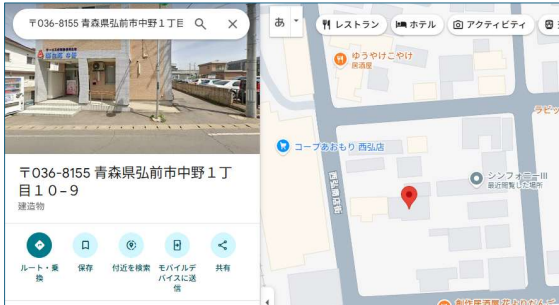 〒036-8155 青森県弘前市中野１丁目
〒036-8155 青森県弘前市中野１丁
目１０−９
建造物
ルート・乗
換
保存
付近を検索
モバイルデ
バイスに送
信
共有
あ
レストラン
ホテル
アクティビティ
ゆうやけこやけ
居酒屋
コープあおもり 西弘店
西弘商店街
シンフォニーIII
最近閲覧した場所